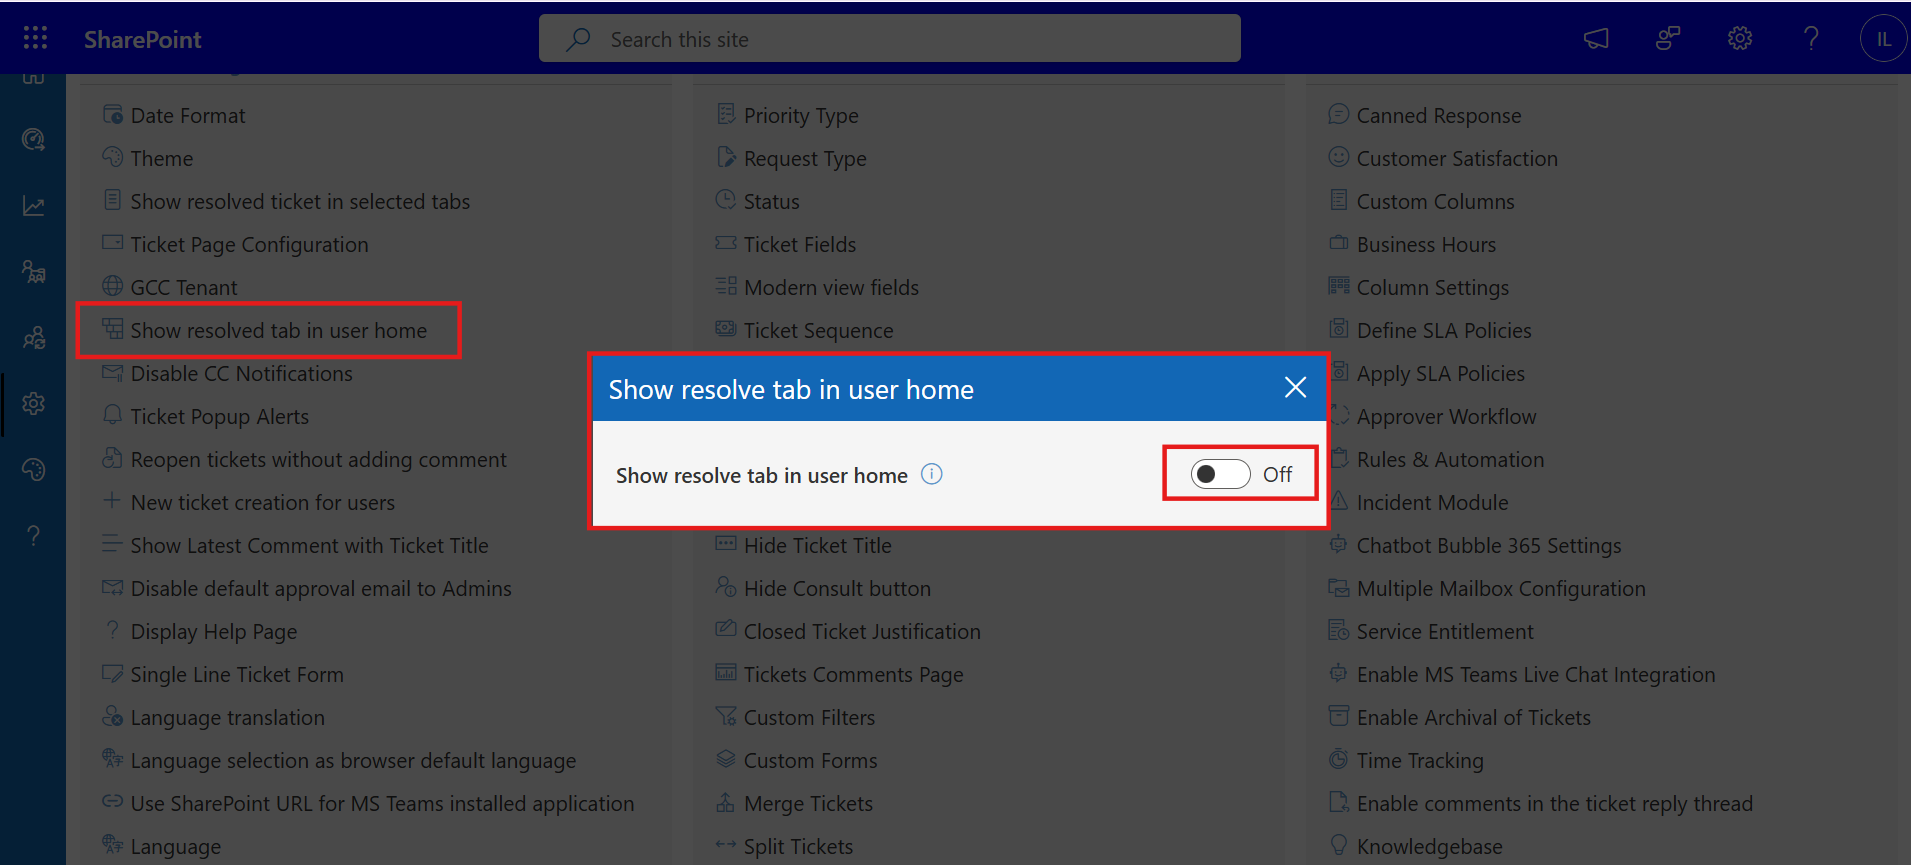 SharePoint
Search this site
IL
Date Format
Theme
Show resolved ticket in selected tabs
Ticket Page Configuration
GCC Tenant
Show resolved tab in user home
Disable CC Notifications
Ticket Popup Alerts
Reopen tickets without adding comment
New ticket creation for users
Show Latest Comment with Ticket Title
Disable default approval email to Admins
Display Help Page
Single Line Ticket Form
Language translation
Language selection as browser default language
Use SharePoint URL for MS Teams installed application
Language
Priority Type
Request Type
Status
Ticket Fields
Modern view fields
Ticket Sequence
Show resolve tab in user home
Show resolve tab in user home
Off
Hide Ticket Title
Hide Consult button
Closed Ticket Justification
Tickets Comments Page
Custom Filters
Custom Forms
Merge Tickets
Split Tickets
Canned Response
Customer Satisfaction
Custom Columns
Business Hours
Column Settings
Define SLA Policies
Apply SLA Policies
Approver Workflow
Rules & Automation
Incident Module
Chatbot Bubble 365 Settings
Multiple Mailbox Configuration
Service Entitlement
Enable MS Teams Live Chat Integration
Enable Archival of Tickets
Time Tracking
Enable comments in the ticket reply thread
Knowledgebase